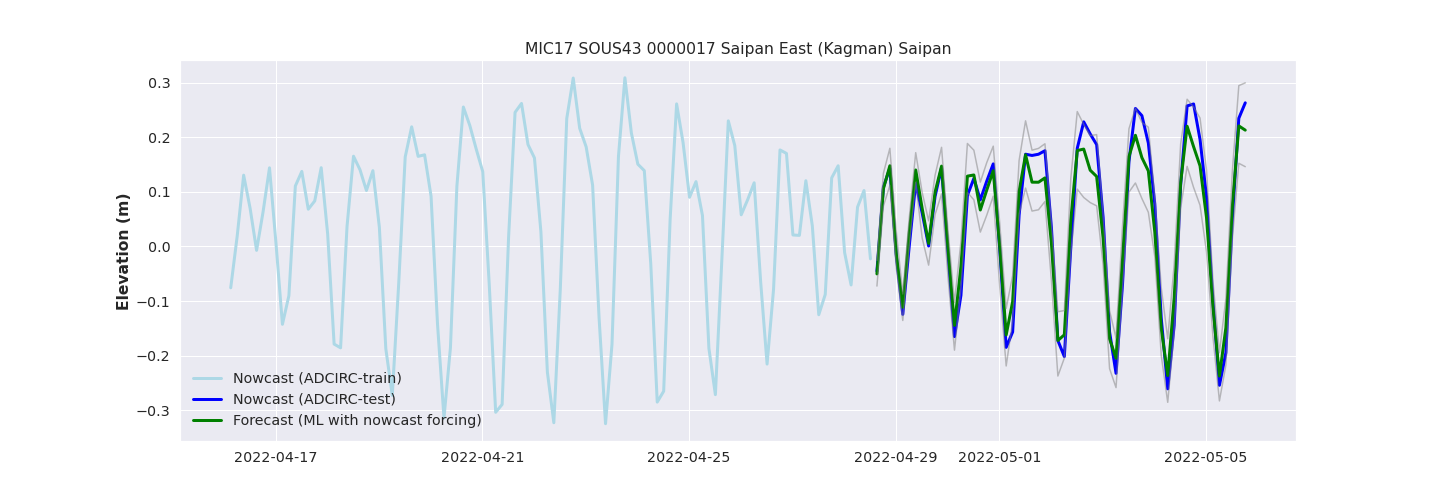 MIC17 SOUS43 0000017 Saipan East (Kagman) Saipan
Elevation (m)
0.3
0.2
0.1
0.0
−0.1
−0.2
−0.3
Nowcast (ADCIRC-train)
Nowcast (ADCIRC-test)
Forecast (ML with nowcast forcing)
2022-04-17
2022-04-21
2022-04-25
2022-04-29
2022-05-01
2022-05-05